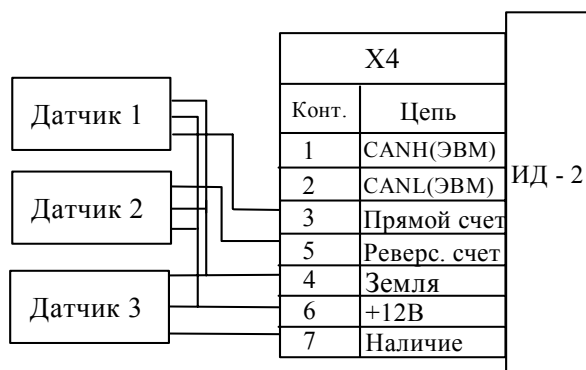 X4
Конт. Цепь
1 CANH(ЭВМ)
2 CANL(ЭВМ)
3 Прямой счет
5 Реверс. счет
4 Земля
6 +12В
7 Наличие
Датчик 1
Датчик 2
Датчик 3
ИД - 2